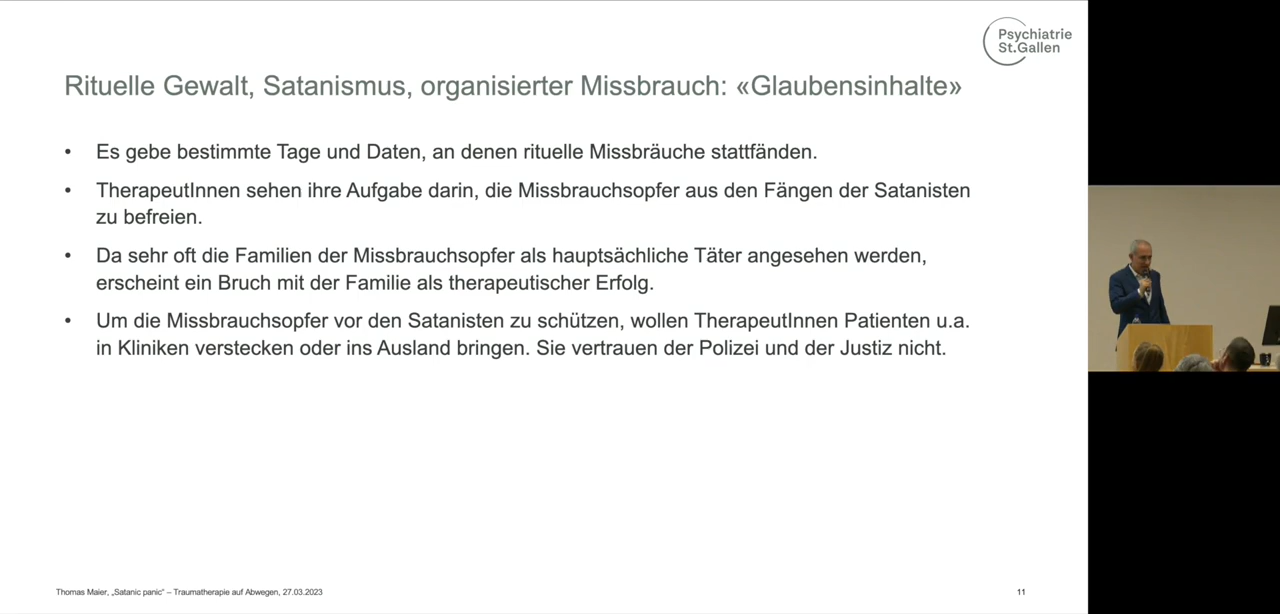 Psychiatrie
St.Gallen
Rituelle Gewalt, Satanismus, organisierter Missbrauch: «Glaubensinhalte»
• Es gebe bestimmte Tage und Daten, an denen rituelle Missbräuche stattfänden.
• TherapeutInnen sehen ihre Aufgabe darin, die Missbrauchsopfer aus den Fängen der Satanisten
zu befreien.
• Da sehr oft die Familien der Missbrauchsopfer als hauptsächliche Täter angesehen werden,
erscheint ein Bruch mit der Familie als therapeutischer Erfolg.
• Um die Missbrauchsopfer vor den Satanisten zu schützen, wollen TherapeutInnen Patienten u.a.
in Kliniken verstecken oder ins Ausland bringen. Sie vertrauen der Polizei und der Justiz nicht.
Thomas Maier, „Satanic panic“ – Traumatherapie auf Abwegen, 27.03.2023
11